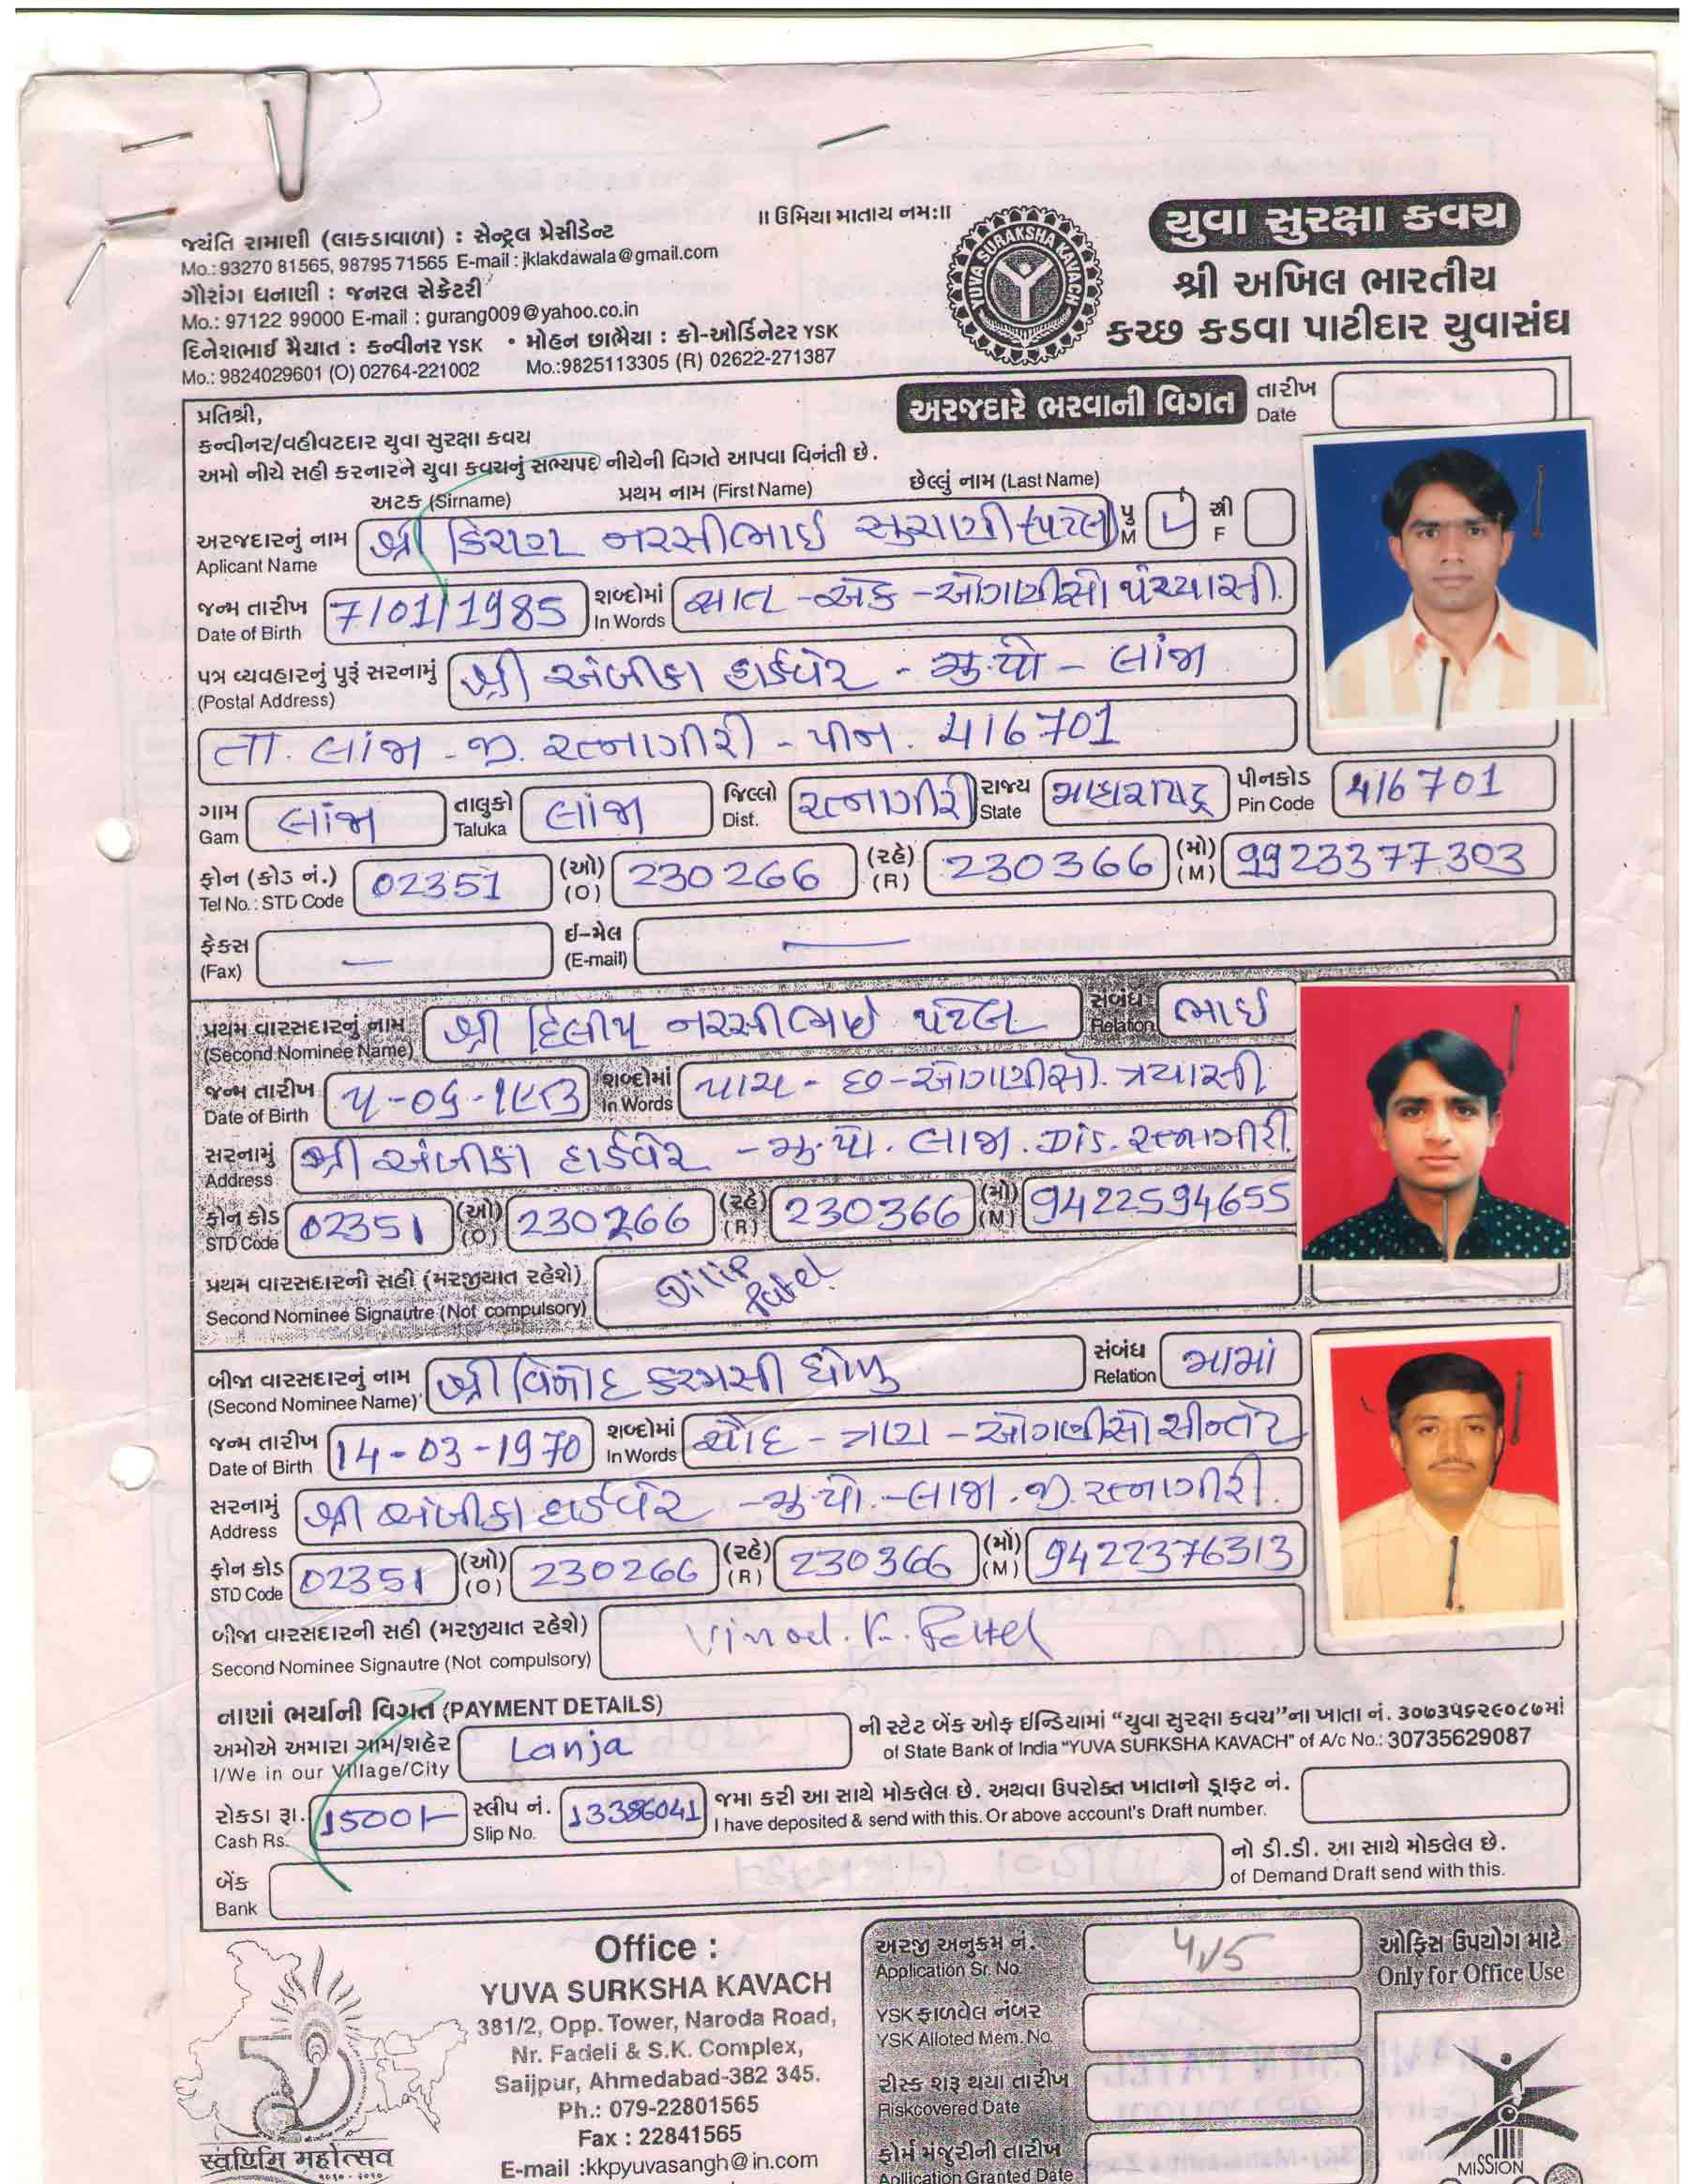 ॥ ઉમિયા માતાય નમઃ॥
જયંતિ રામાણી (લાકડાવાળા) : સેન્ટ્રલ પ્રેસીડેન્ટ
Mo.: 93270 81565, 98795 71565 E-mail : jklakdawala@gmail.com
ગૌરાંગ ધનાણી : જનરલ સેક્રેટરી
Mo.: 97122 99000 E-mail : gurang009@yahoo.co.in
દિનેશભાઈ મૈયાત : કન્વીનર YSK • મોહન છાભૈયા : કો-ઓર્ડિનેટર YSK
Mo.: 9824029601 (O) 02764-221002 Mo.:9825113305 (R) 02622-271387
YUVA SURAKSHA KAVACH
યુવા સુરક્ષા કવચ
શ્રી અખિલ ભારતીય
કચ્છ કડવા પાટીદાર યુવાસંઘ
અરજદારે ભરવાની વિગત તારીખ
Date
પ્રતિશ્રી,
કન્વીનર/વહીવટદાર યુવા સુરક્ષા કવચ
અમો નીચે સહી કરનારને યુવા કવચનું સભ્યપદ નીચેની વિગતે આપવા વિનંતી છે.
અટક (Sirname) પ્રથમ નામ (First Name) છેલ્લું નામ (Last Name)
અરજદારનું નામ શ્રી કિરણ નરસીભાઈ સુરાણી (પટેલ) પુ M સ્ત્રી F
Aplicant Name
જન્મ તારીખ 7/01/1985 શબ્દોમાં સાત - એક - ઓગણીસો પંચ્યાસી.
Date of Birth In Words
પત્ર વ્યવહારનું પુરૂં સરનામું શ્રી અંબીકા હાર્ડવેર - મુ.પો - લાંજા
(Postal Address)
તા. લાંજા - જી. રત્નાગીરી - પીન. 416701
ગામ લાંજા તાલુકો લાંજા જિલ્લો રત્નાગીરી રાજ્ય મહારાષ્ટ્ર પીનકોડ 416701
Gam Taluka Dist. State Pin Code
ફોન (કોડ નં.) 02351 (ઓ) 230266 (રહે) 230366 (મો) 9923377303
Tel No. : STD Code (O) (R) (M)
ફેકસ — ઈ-મેલ —
(Fax) (E-mail)
પ્રથમ વારસદારનું નામ શ્રી દિલીપ નરસીભાઈ પટેલ સબંધ ભાઈ
(Second Nominee Name) Relation
જન્મ તારીખ ૫-૦૬-૧૯૮૩ શબ્દોમાં પાચ - છ - ઓગણીસો. ત્રયાસી
Date of Birth In Words
સરનામું શ્રી અંબીકા હાર્ડવેર - મુ.પો. લાજા. Dis. રત્નાગીરી.
Address
ફોન કોડ 02351 (ઓ) 230266 (રહે) 230366 (મો) 9422594655
STD Code (O) (R) (M)
પ્રથમ વારસદારની સહી (મરજીયાત રહેશે) Dilip Patel
Second Nominee Signautre (Not compulsory)
બીજા વારસદારનું નામ શ્રી વિનોદ કરમસી ધોળુ સંબંધ મામાં
(Second Nominee Name) Relation
જન્મ તારીખ 14-03-1970 શબ્દોમાં ચૌદ - ત્રણ - ઓગણીસો સીત્તેર
Date of Birth In Words
સરનામું શ્રી અંબીકા હાર્ડવેર - મુ.પો. - લાજા. જી. રત્નાગીરી.
Address
ફોન કોડ 02351 (ઓ) 230266 (રહે) 230366 (મો) 9422376313
STD Code (O) (R) (M)
બીજા વારસદારની સહી (મરજીયાત રહેશે) Vinod. K. Patel
Second Nominee Signautre (Not compulsory)
નાણાં ભર્યાની વિગત (PAYMENT DETAILS)
અમોએ અમારા ગામ/શહેર Lanja ની સ્ટેટ બેંક ઓફ ઈન્ડિયામાં “યુવા સુરક્ષા કવચ”ના ખાતા નં. ૩૦૭૩૫૬૨૯૦૮૭માં
I/We in our Village/City of State Bank of India "YUVA SURKSHA KAVACH" of A/c No.: 30735629087
રોકડા રૂા. 1500/- સ્લીપ નં. 13386041 જમા કરી આ સાથે મોકલેલ છે. અથવા ઉપરોક્ત ખાતાનો ડ્રાફ્ટ નં.
Cash Rs. Slip No. I have deposited & send with this. Or above account's Draft number.
બેંક નો ડી.ડી. આ સાથે મોકલેલ છે.
Bank of Demand Draft send with this.
स्वर्णिम महोत्सव
Office :
YUVA SURKSHA KAVACH
381/2, Opp. Tower, Naroda Road,
Nr. Fadeli & S.K. Complex,
Saijpur, Ahmedabad-382 345.
Ph.: 079-22801565
Fax : 22841565
E-mail :kkpyuvasangh@in.com
અરજી અનુક્રમ નં. ઓફિસ ઉપયોગ માટે
Application Sr. No. Only for Office Use
YSK ફાળવેલ નંબર
YSK Alloted Mem. No.
રીસ્ક શરૂ થયા તારીખ
Riskcovered Date
ફોર્મ મંજુરીની તારીખ
Apllication Granted Date
MISSION